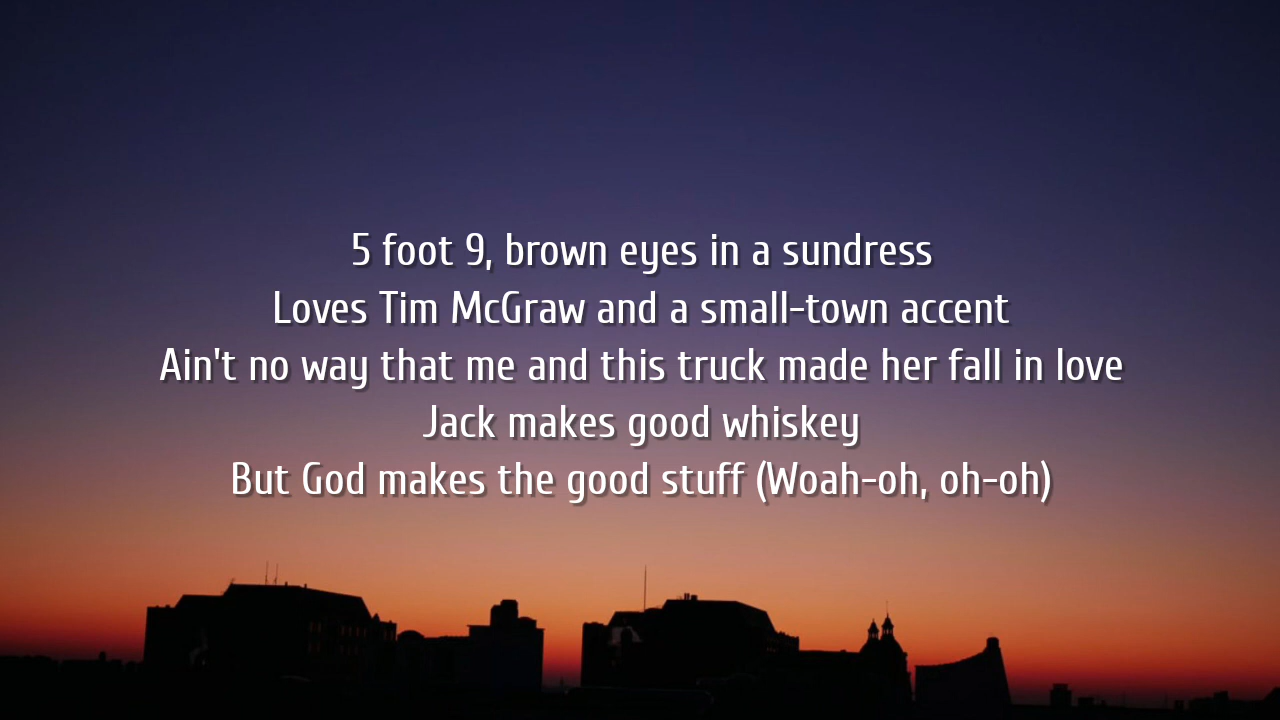 5 foot 9, brown eyes in a sundress
Loves Tim McGraw and a small-town accent
Ain't no way that me and this truck made her fall in love
Jack makes good whiskey
But God makes the good stuff (Woah-oh, oh-oh)